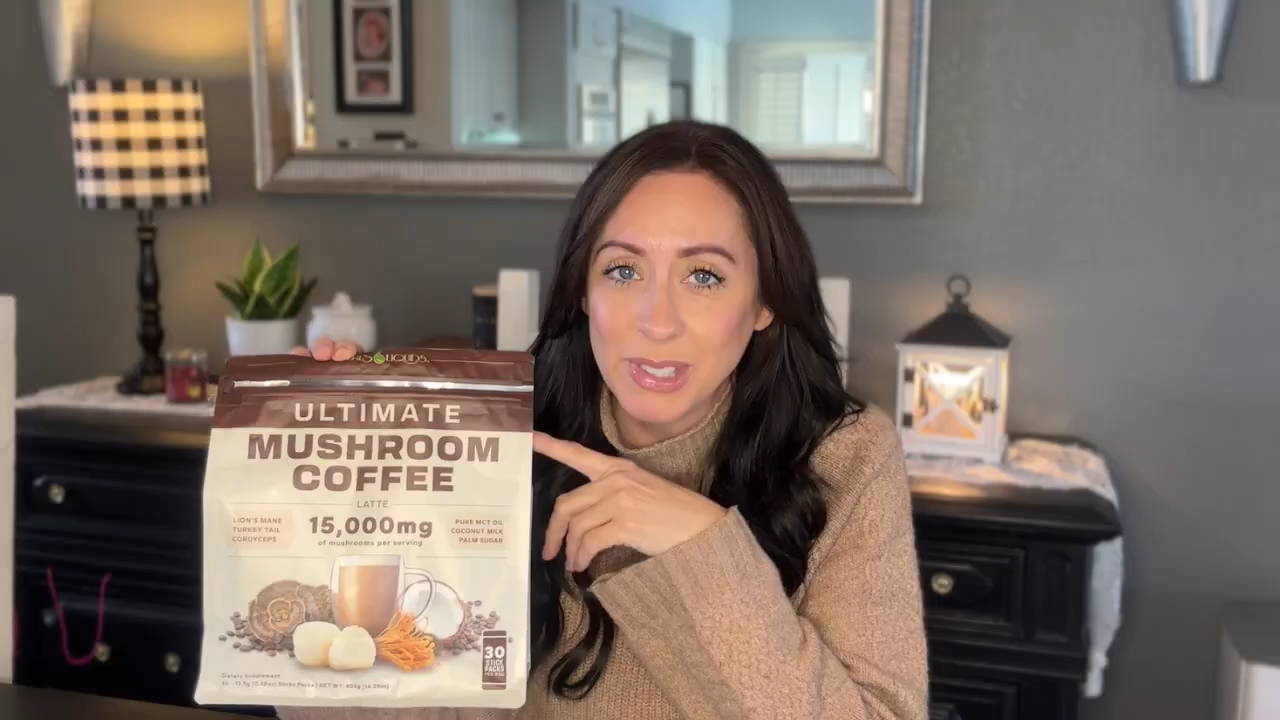 ULTIMATE
MUSHROOM
COFFEE
LATTE
LION'S MANE
TURKEY TAIL
CORDYCEPS
15,000mg
of mushrooms per serving
PURE MCT OIL
COCONUT MILK
PALM SUGAR
30
STICK
PACKS
Dietary Supplement